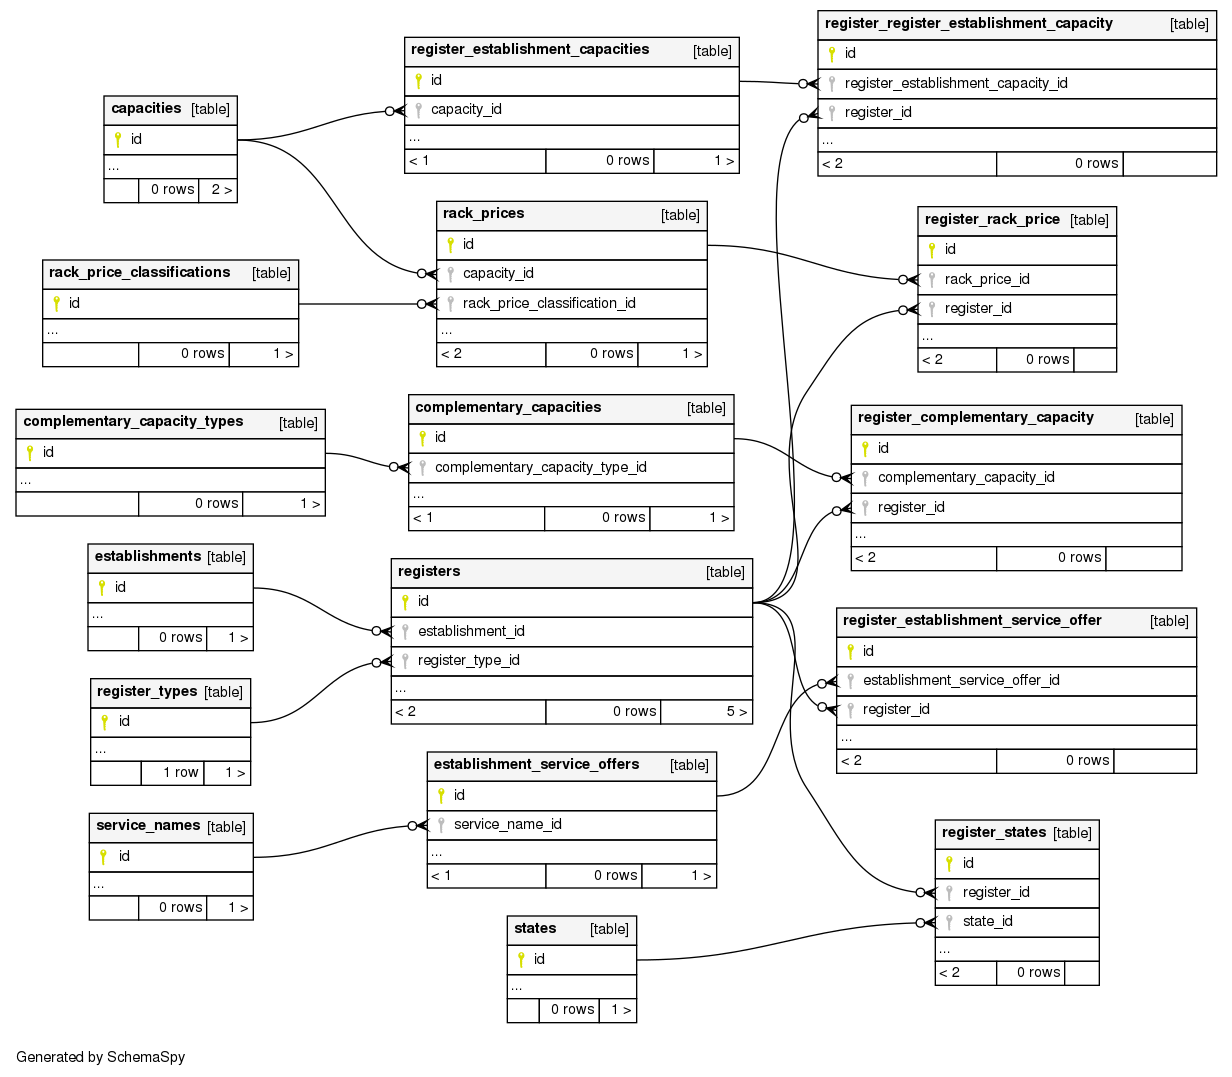 register_register_establishment_capacity [table]
id
register_establishment_capacity_id
register_id
...
< 2 0 rows
register_establishment_capacities [table]
id
capacity_id
...
< 1 0 rows 1 >
capacities [table]
id
...
0 rows 2 >
rack_prices [table]
id
capacity_id
rack_price_classification_id
...
< 2 0 rows 1 >
register_rack_price [table]
id
rack_price_id
register_id
...
< 2 0 rows
rack_price_classifications [table]
id
...
0 rows 1 >
complementary_capacity_types [table]
id
...
0 rows 1 >
complementary_capacities [table]
id
complementary_capacity_type_id
...
< 1 0 rows 1 >
register_complementary_capacity [table]
id
complementary_capacity_id
register_id
...
< 2 0 rows
establishments [table]
id
...
0 rows 1 >
registers [table]
id
establishment_id
register_type_id
...
< 2 0 rows 5 >
register_establishment_service_offer [table]
id
establishment_service_offer_id
register_id
...
< 2 0 rows
register_types [table]
id
...
1 row 1 >
establishment_service_offers [table]
id
service_name_id
...
< 1 0 rows 1 >
service_names [table]
id
...
0 rows 1 >
register_states [table]
id
register_id
state_id
...
< 2 0 rows
states [table]
id
...
0 rows 1 >
Generated by SchemaSpy